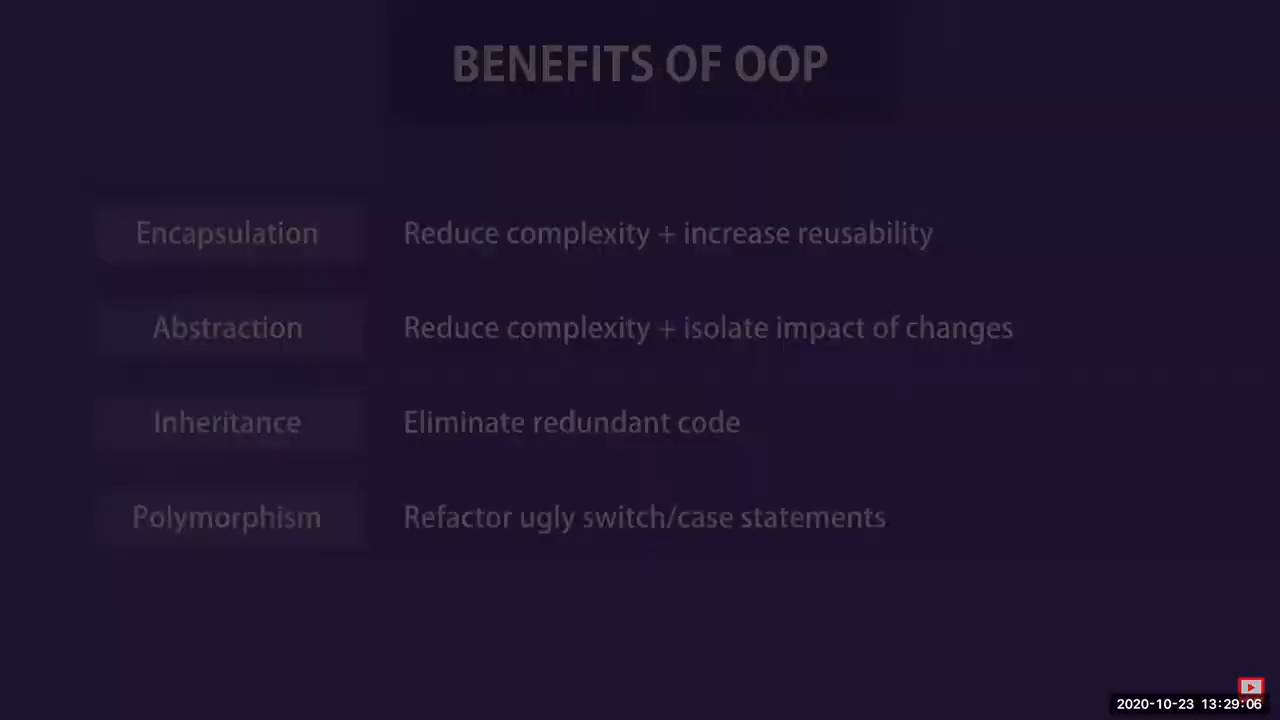 BENEFITS OF OOP
Encapsulation Reduce complexity + increase reusability
Abstraction Reduce complexity + isolate impact of changes
Inheritance Eliminate redundant code
Polymorphism Refactor ugly switch/case statements
2020-10-23 13:29:06